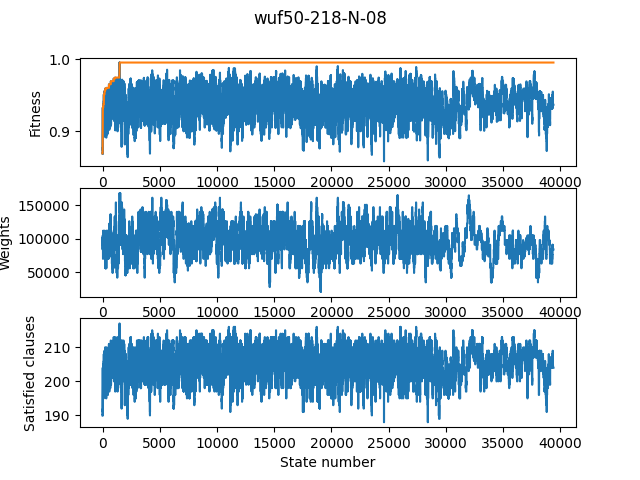 wuf50-218-N-08
1.0
0.9
Fitness
0 5000 10000 15000 20000 25000 30000 35000 40000
150000
100000
50000
Weights
0 5000 10000 15000 20000 25000 30000 35000 40000
210
200
190
Satisfied clauses
0 5000 10000 15000 20000 25000 30000 35000 40000
State number